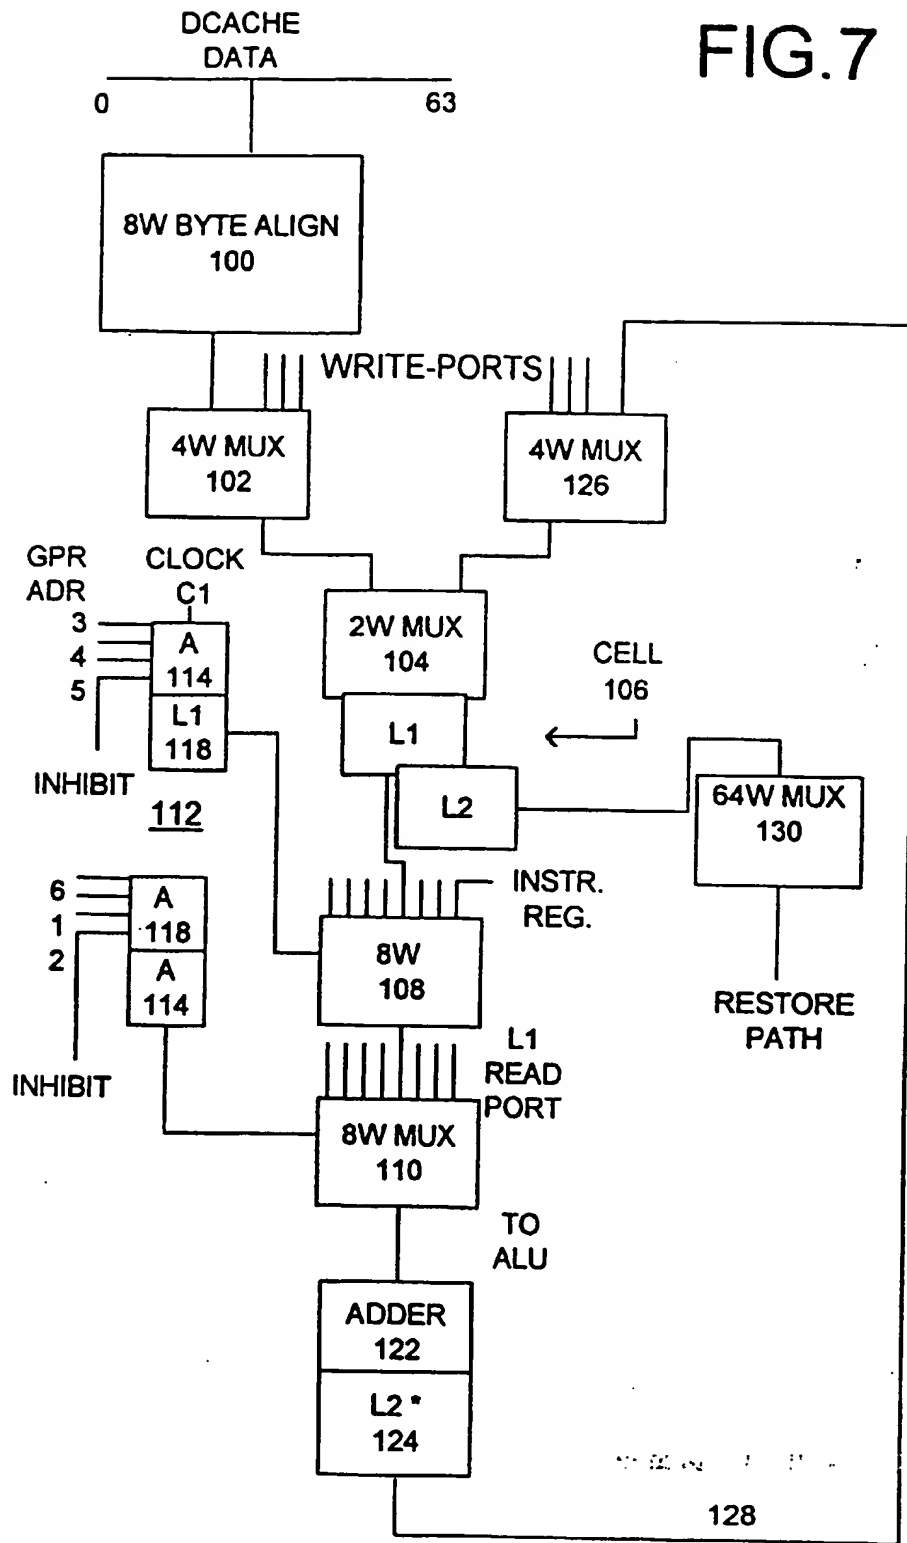 DCACHE
DATA
FIG.7
0 63
8W BYTE ALIGN
100
WRITE-PORTS
4W MUX
102
4W MUX
126
GPR
ADR
3
4
5
CLOCK
C1
A
114
L1
118
INHIBIT
112
2W MUX
104
L1
L2
CELL
106
64W MUX
130
RESTORE
PATH
6
1
2
A
118
A
114
INHIBIT
INSTR.
REG.
8W
108
L1
READ
PORT
8W MUX
110
TO
ALU
ADDER
122
L2 *
124
128